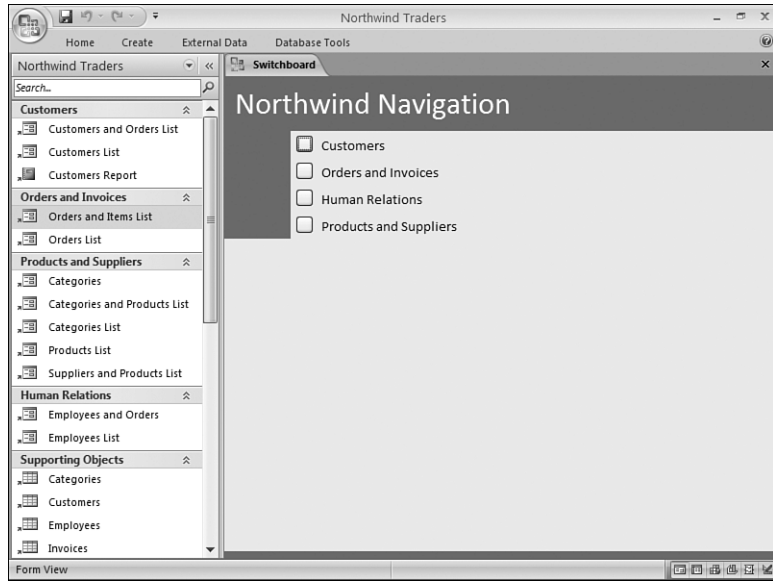 Northwind Traders
Home Create External Data Database Tools
Northwind Traders
Search...
Customers
Customers and Orders List
Customers List
Customers Report
Orders and Invoices
Orders and Items List
Orders List
Products and Suppliers
Categories
Categories and Products List
Categories List
Products List
Suppliers and Products List
Human Relations
Employees and Orders
Employees List
Supporting Objects
Categories
Customers
Employees
Invoices
Switchboard
Northwind Navigation
Customers
Orders and Invoices
Human Relations
Products and Suppliers
Form View